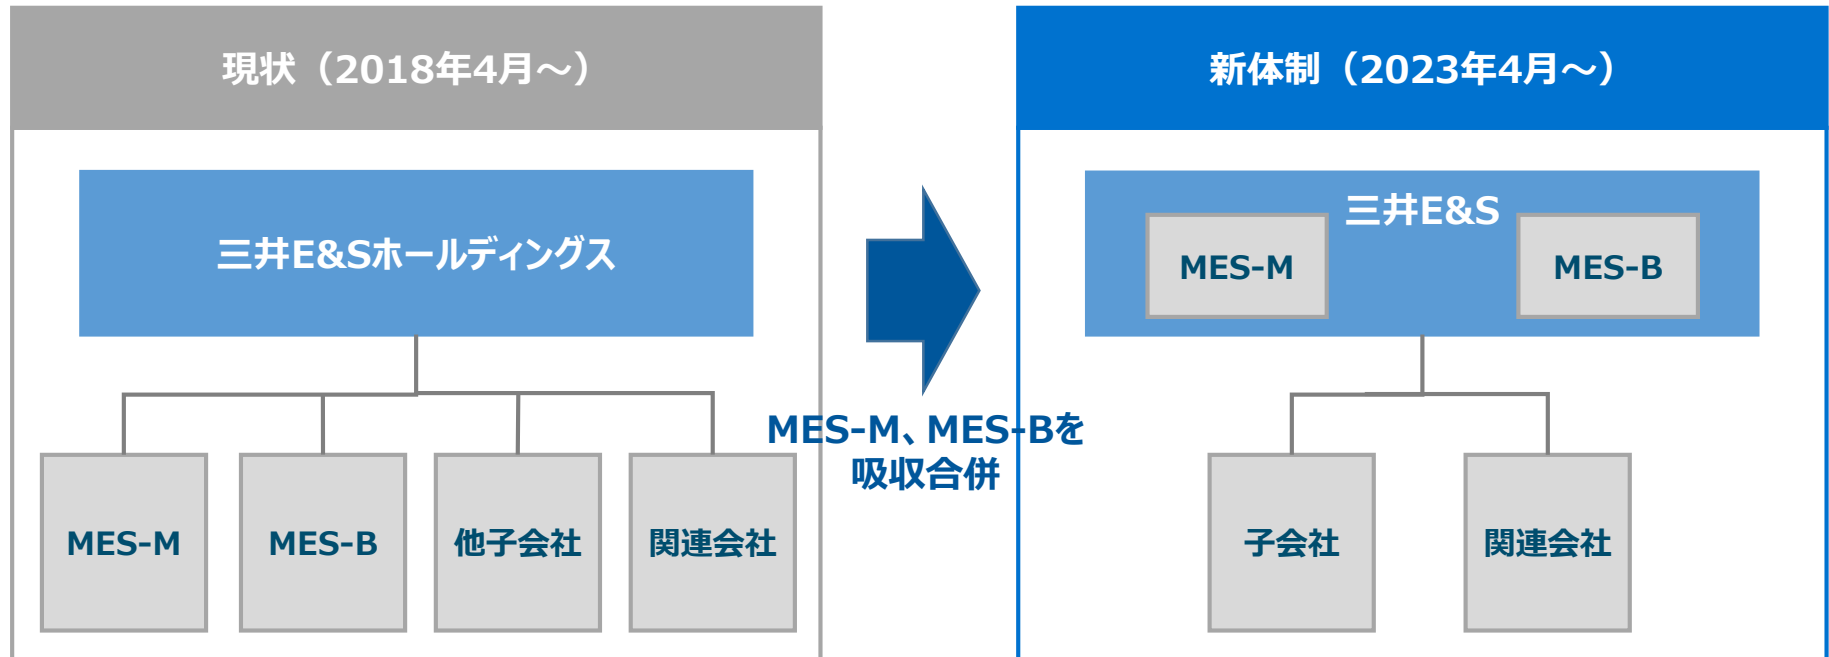 現状（2018年4月～）
三井E&Sホールディングス
MES-M
MES-B
他子会社
関連会社
MES-M、MES-Bを
吸収合併
新体制（2023年4月～）
三井E&S
MES-M
MES-B
子会社
関連会社